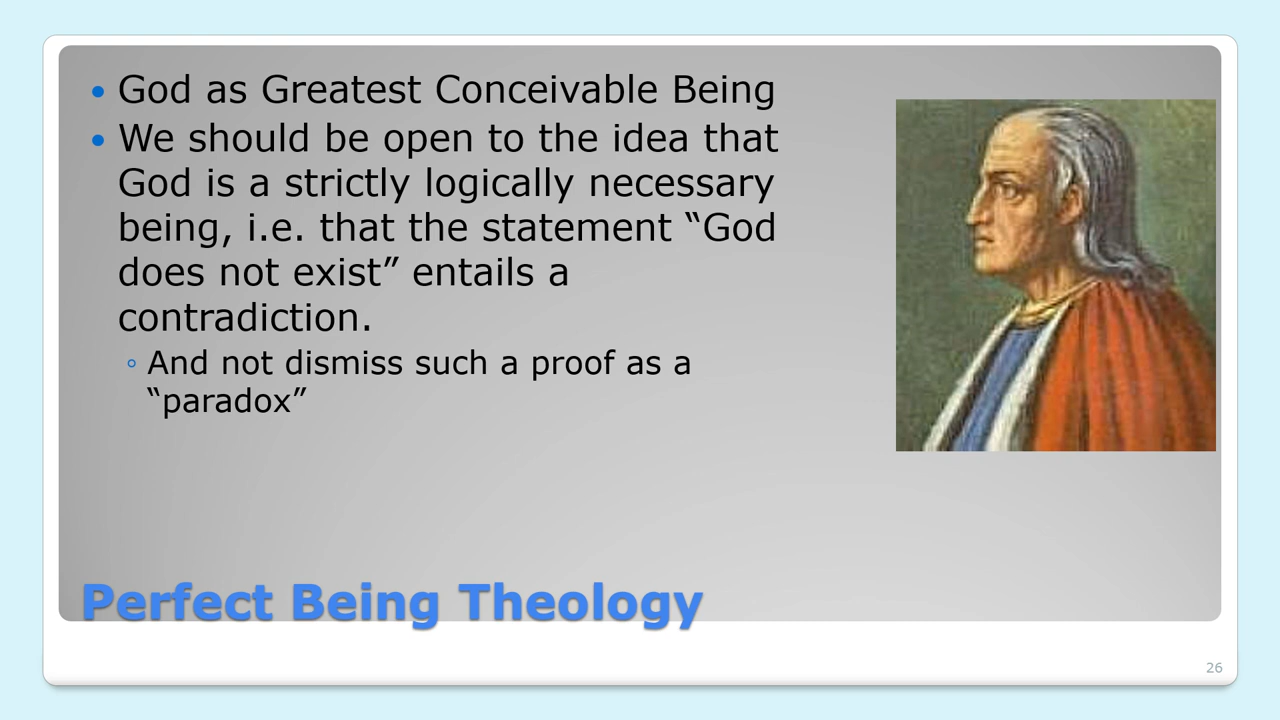 God as Greatest Conceivable Being
We should be open to the idea that
God is a strictly logically necessary
being, i.e. that the statement “God
does not exist” entails a
contradiction.
And not dismiss such a proof as a
“paradox”
Perfect Being Theology
26